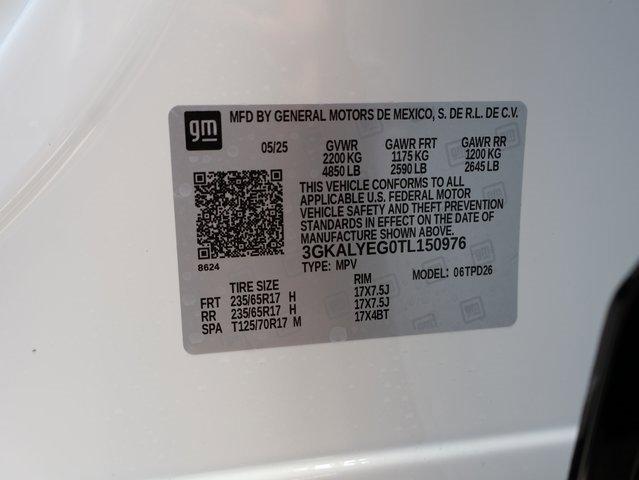 gm MFD BY GENERAL MOTORS DE MEXICO, S. DE R.L. DE C.V.
05/25 GVWR GAWR FRT GAWR RR
2200 KG 1175 KG 1200 KG
4850 LB 2590 LB 2645 LB
THIS VEHICLE CONFORMS TO ALL
APPLICABLE U.S. FEDERAL MOTOR
VEHICLE SAFETY AND THEFT PREVENTION
STANDARDS IN EFFECT ON THE DATE OF
MANUFACTURE SHOWN ABOVE.
3GKALYEG0TL150976
8624
TYPE: MPV MODEL: 06TPD26
TIRE SIZE RIM
FRT 235/65R17 H 17X7.5J
RR 235/65R17 H 17X7.5J
SPA T125/70R17 M 17X4BT